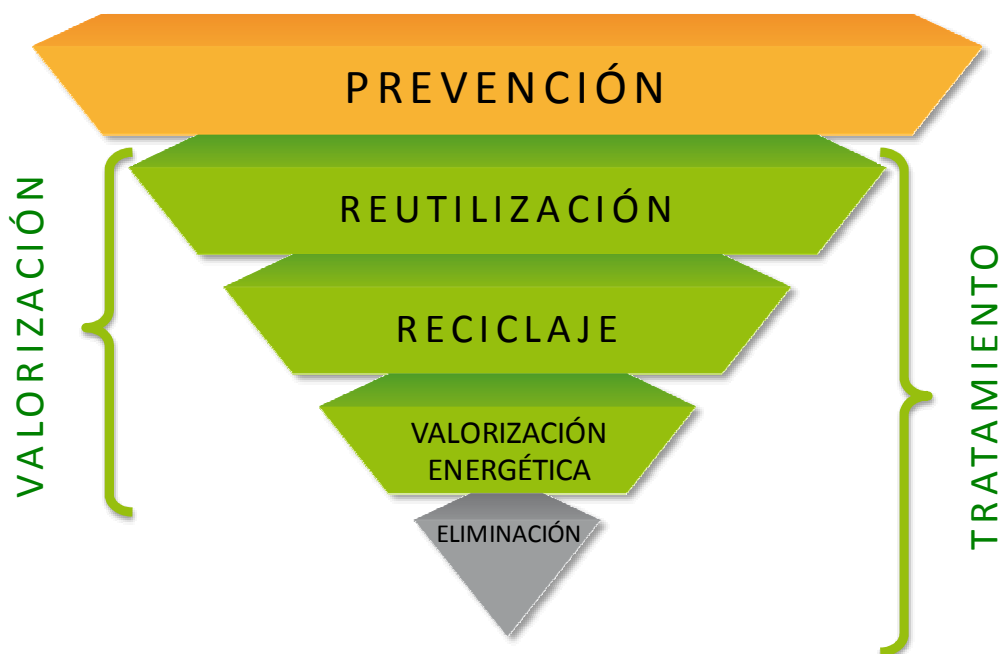 PREVENCIÓN
REUTILIZACIÓN
RECICLAJE
VALORIZACIÓN
ENERGÉTICA
ELIMINACIÓN
VALORIZACIÓN
TRATAMIENTO